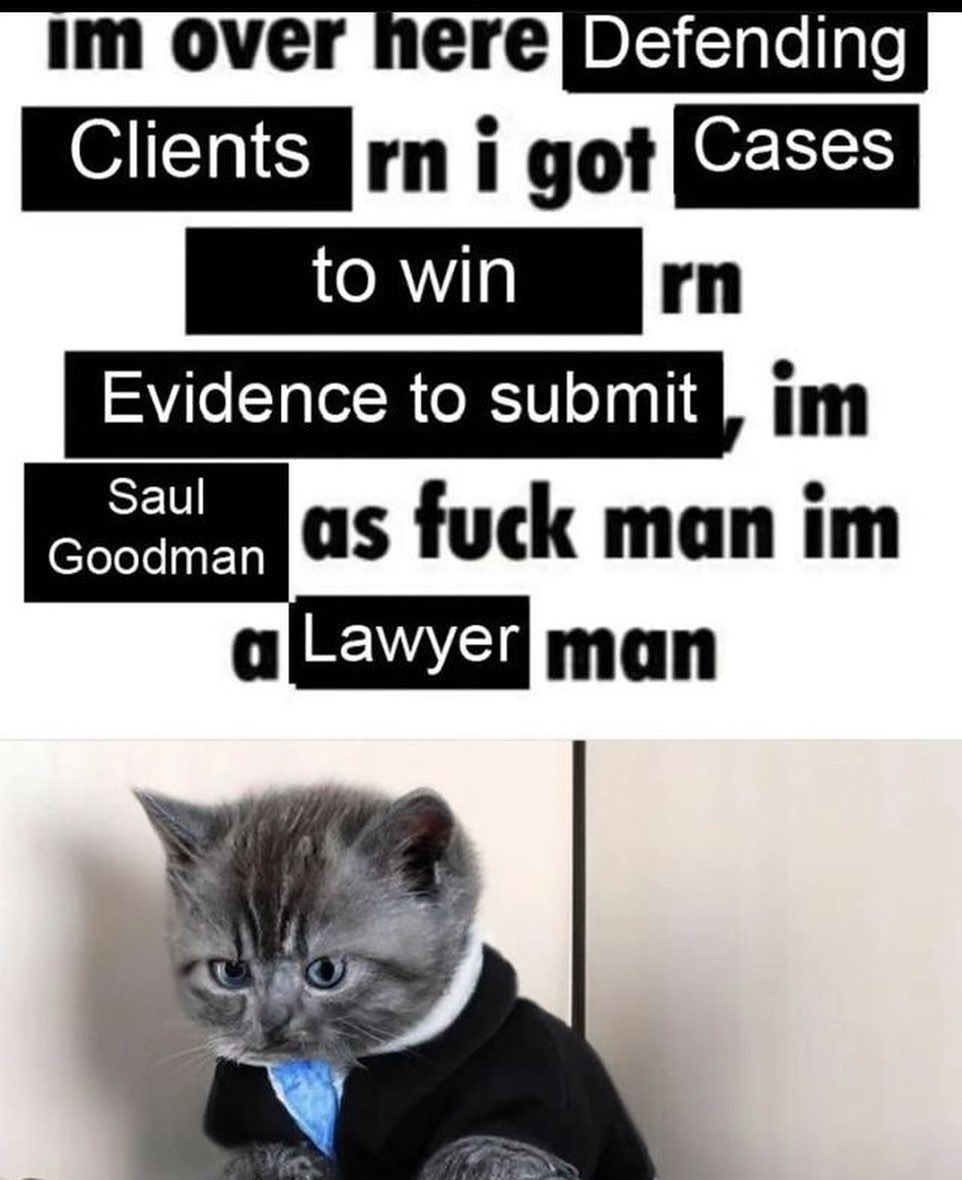 im over here Defending
Clients rn i got Cases
to win rn
Evidence to submit, im
Saul
Goodman as fuck man im
a Lawyer man